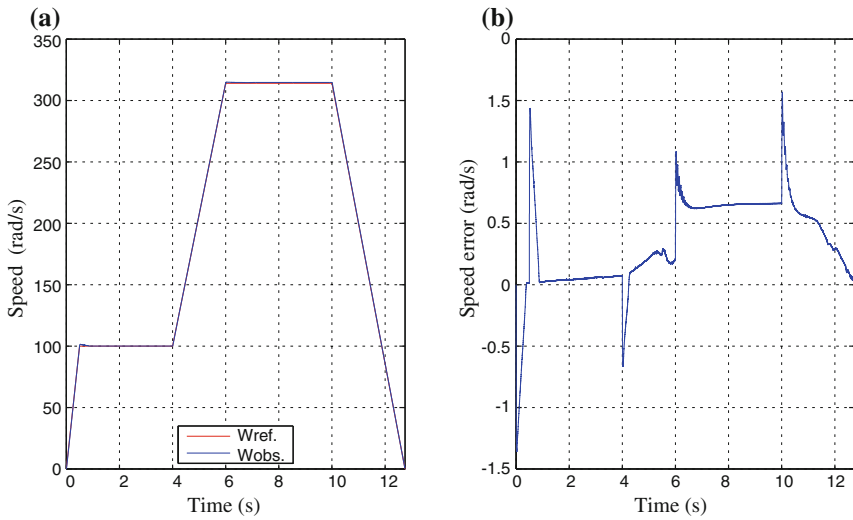 (a)
350
300
250
200
150
100
50
0
Speed (rad/s)
Wref.
Wobs.
0 2 4 6 8 10 12
Time (s)
(b)
0
1.5
1
0.5
0
-0.5
-1
-1.5
Speed error (rad/s)
0 2 4 6 8 10 12
Time (s)